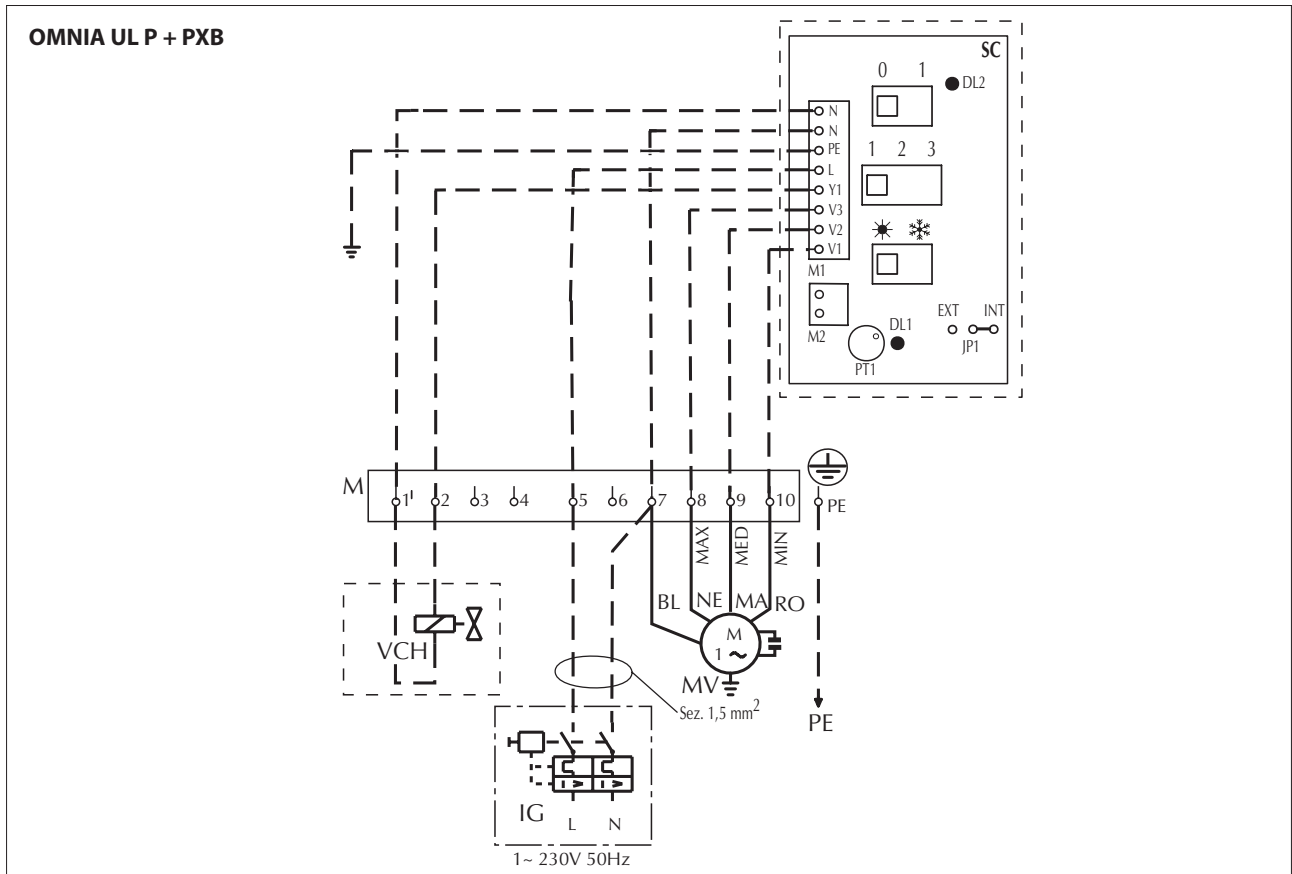 OMNIA UL P + PXB
SC
0 1
DL2
N
N
PE
L
Y1
V3
V2
V1
1 2 3
M1
M2
EXT INT
DL1
JP1
PT1
M
1 2 3 4 5 6 7 8 9 10
PE
MAX
MED
MIN
BL NE MA RO
M
1 ~
MV
VCH
Sez. 1,5 mm²
PE
IG
I > I >
L N
1~ 230V 50Hz